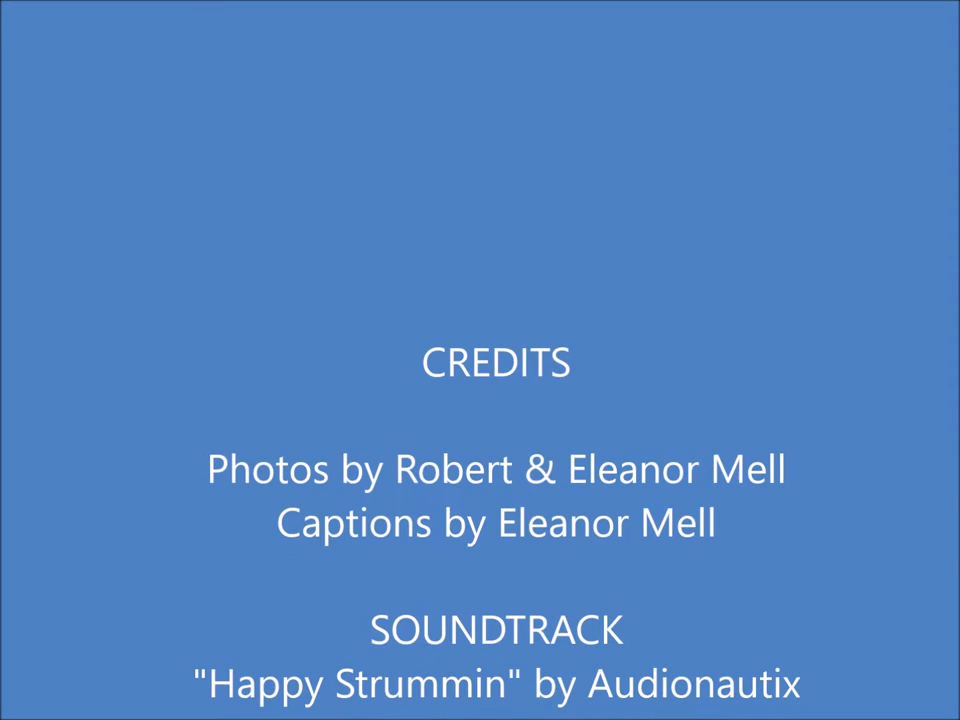 CREDITS
Photos by Robert & Eleanor Mell
Captions by Eleanor Mell
SOUNDTRACK
"Happy Strummin" by Audionautix